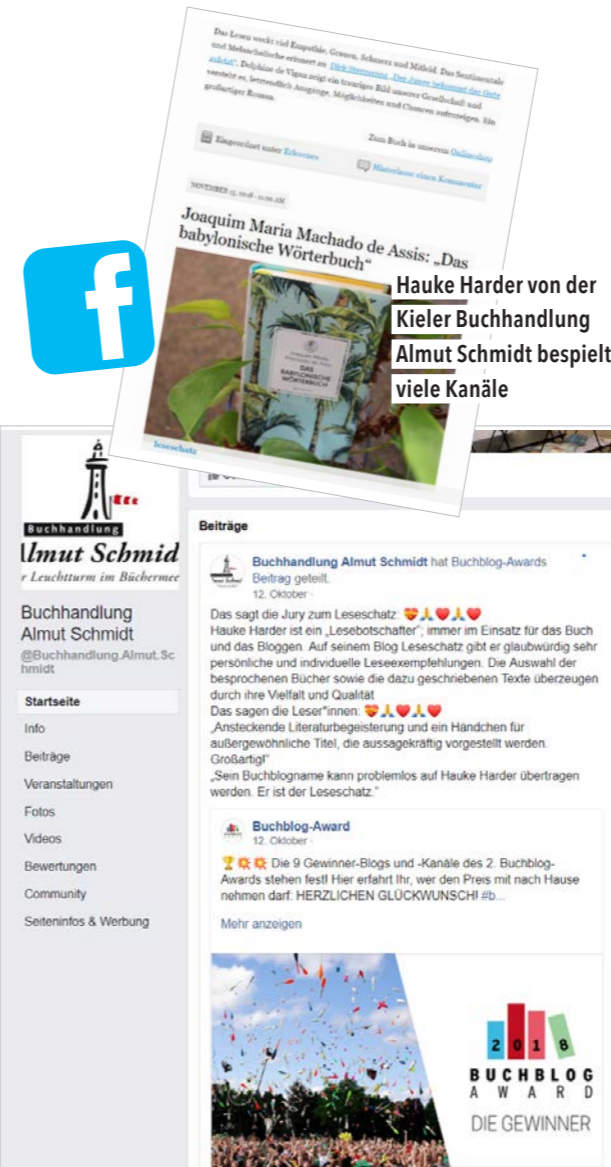 Das Lesen weckt viel Empathie, Grauen, Schmerz und Mitleid. Das Sentimentale
und Melancholische erinnert an Dirk „Der Junge bekommt das Gute
zuletzt“. Delphine de Vigan zeigt ein trauriges Bild unserer Gesellschaft und
versteht es, letztendlich Ausgänge, Möglichkeiten und Chancen aufzuzeigen. Ein
großartiger Roman.
Zum Buch in unserem Onlineshop
Eingeordnet unter Erlesenes
Hinterlasse einen Kommentar
NOVEMBER 13, 2018 · 11:00 AM
Joaquim Maria Machado de Assis: „Das
babylonische Wörterbuch“
Joaquim Maria
Machado de Assis
DAS
BABYLONISCHE
WÖRTERBUCH
leseschatz
f
Hauke Harder von der
Kieler Buchhandlung
Almut Schmidt bespielt
viele Kanäle
Buchhandlung
lmut Schmid
r Leuchtturm im Büchermee
Buchhandlung
Almut Schmidt
@Buchhandlung.Almut.Sc
hmidt
Startseite
Info
Beiträge
Veranstaltungen
Fotos
Videos
Bewertungen
Community
Seiteninfos & Werbung
Beiträge
Buchhandlung Almut Schmidt hat Buchblog-Awards
Beitrag geteilt.
12. Oktober ·
Das sagt die Jury zum Leseschatz: 💝🙏❤️🙏❤️
Hauke Harder ist ein „Lesebotschafter“; immer im Einsatz für das Buch
und das Bloggen. Auf seinem Blog Leseschatz gibt er glaubwürdig sehr
persönliche und individuelle Leseempfehlungen. Die Auswahl der
besprochenen Bücher sowie die dazu geschriebenen Texte überzeugen
durch ihre Vielfalt und Qualität
Das sagen die Leser*innen: 💝🙏❤️🙏❤️
„Ansteckende Literaturbegeisterung und ein Händchen für
außergewöhnliche Titel, die aussagekräftig vorgestellt werden.
Großartig!“
„Sein Buchblogname kann problemlos auf Hauke Harder übertragen
werden. Er ist der Leseschatz.“
Buchblog-Award
12. Oktober ·
🏆💥💥 Die 9 Gewinner-Blogs und -Kanäle des 2. Buchblog-
Awards stehen fest! Hier erfahrt Ihr, wer den Preis mit nach Hause
nehmen darf: HERZLICHEN GLÜCKWUNSCH! #b...
Mehr anzeigen
2018
BUCHBLOG
AWARD
DIE GEWINNER